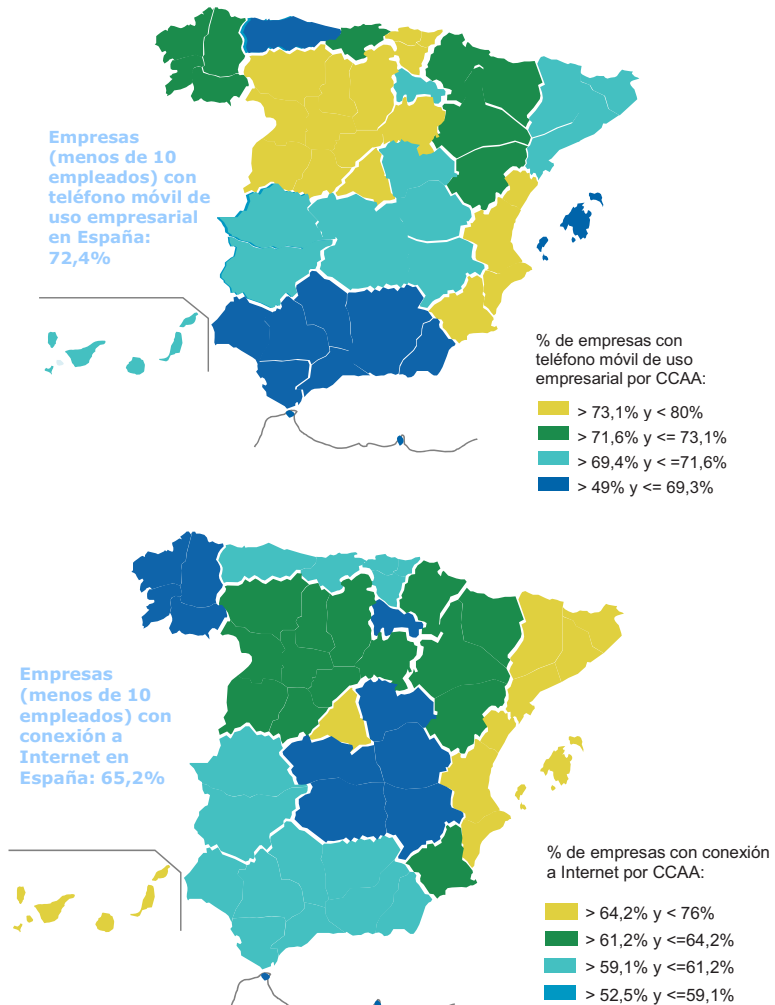 Empresas
(menos de 10
empleados) con
teléfono móvil de
uso empresarial
en España:
72,4%
% de empresas con
teléfono móvil de uso
empresarial por CCAA:
> 73,1% y < 80%
> 71,6% y <= 73,1%
> 69,4% y < =71,6%
> 49% y <= 69,3%
Empresas
(menos de 10
empleados) con
conexión a
Internet en
España: 65,2%
% de empresas con conexión
a Internet por CCAA:
> 64,2% y < 76%
> 61,2% y <=64,2%
> 59,1% y <=61,2%
> 52,5% y <=59,1%